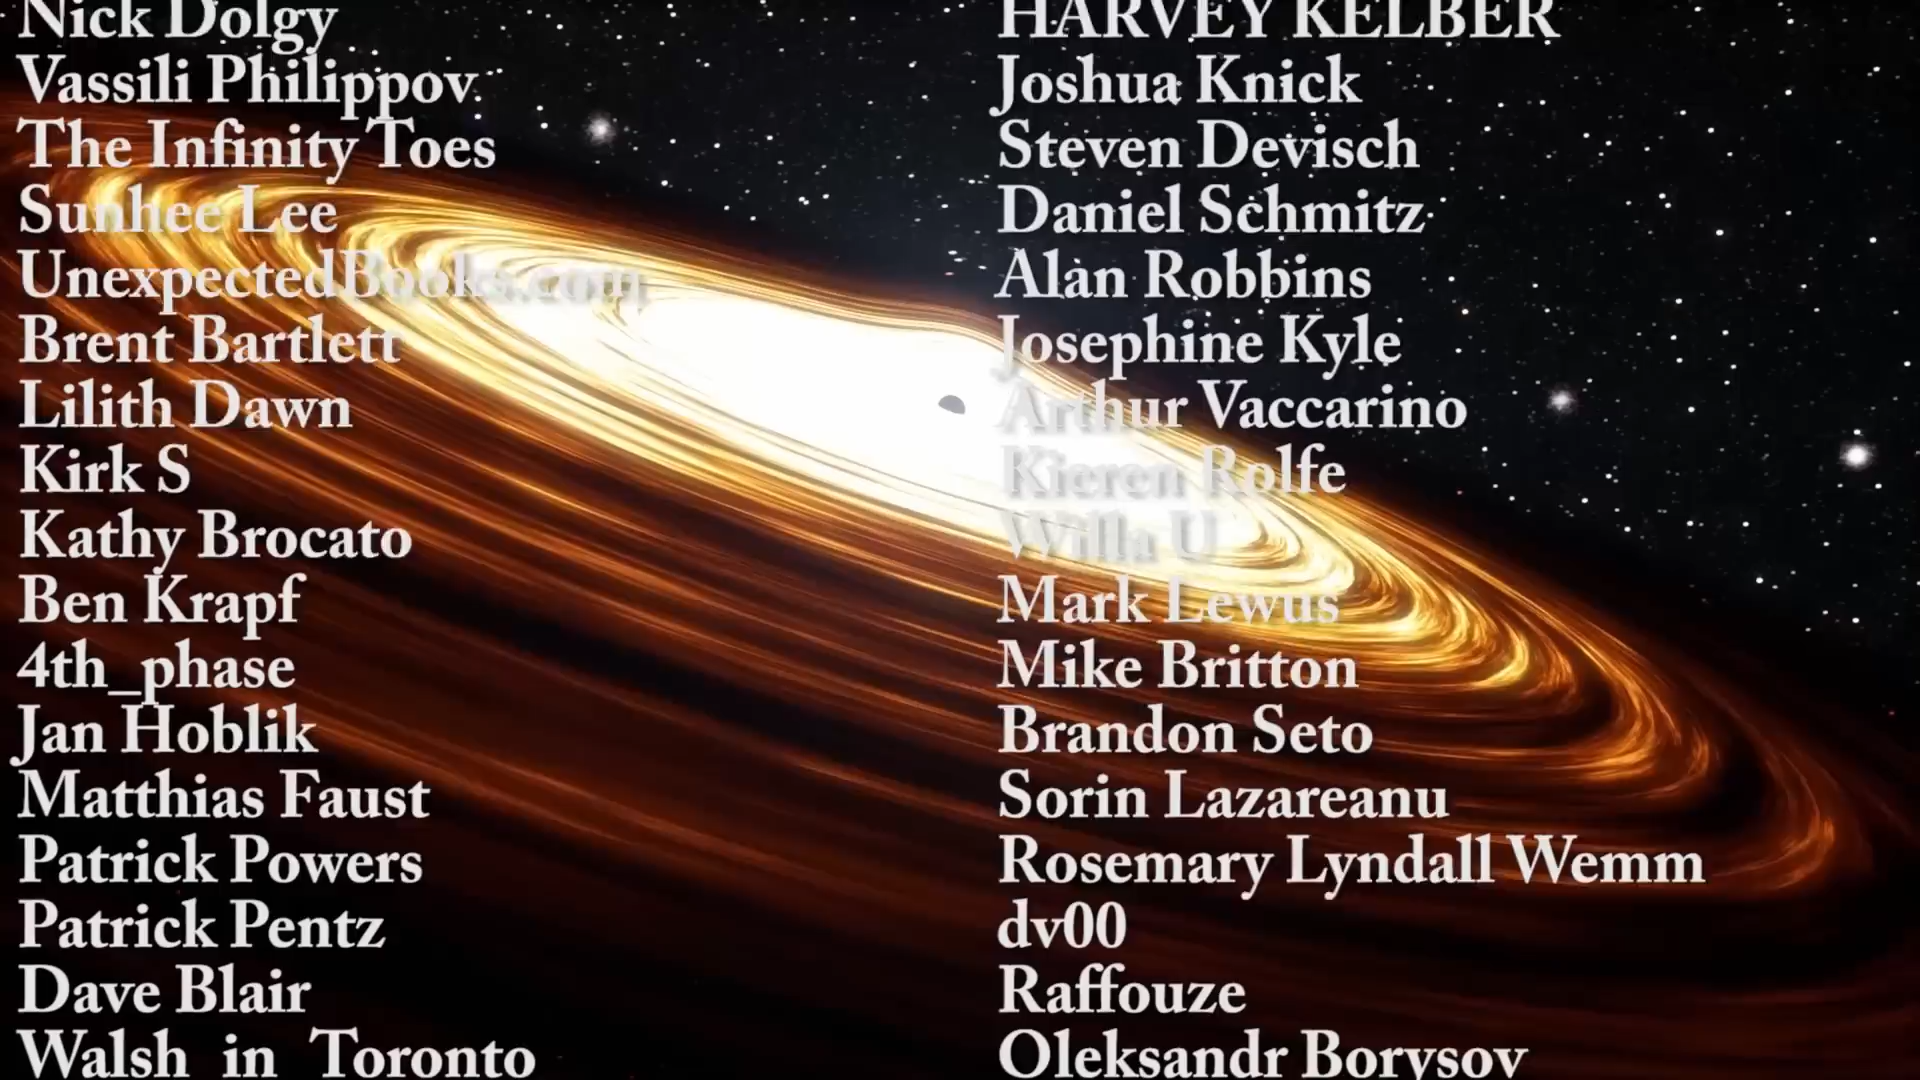 Nick Dolgy
Vassili Philippov
The Infinity Toes
Sunhee Lee
UnexpectedBooks.com
Brent Bartlett
Lilith Dawn
Kirk S
Kathy Brocato
Ben Krapf
4th_phase
Jan Hoblik
Matthias Faust
Patrick Powers
Patrick Pentz
Dave Blair
Walsh in Toronto
HARVEY KELBER
Joshua Knick
Steven Devisch
Daniel Schmitz
Alan Robbins
Josephine Kyle
Arthur Vaccarino
Kieren Rolfe
Willa U
Mark Lewus
Mike Britton
Brandon Seto
Sorin Lazareanu
Rosemary Lyndall Wemm
dv00
Raffouze
Oleksandr Borysov